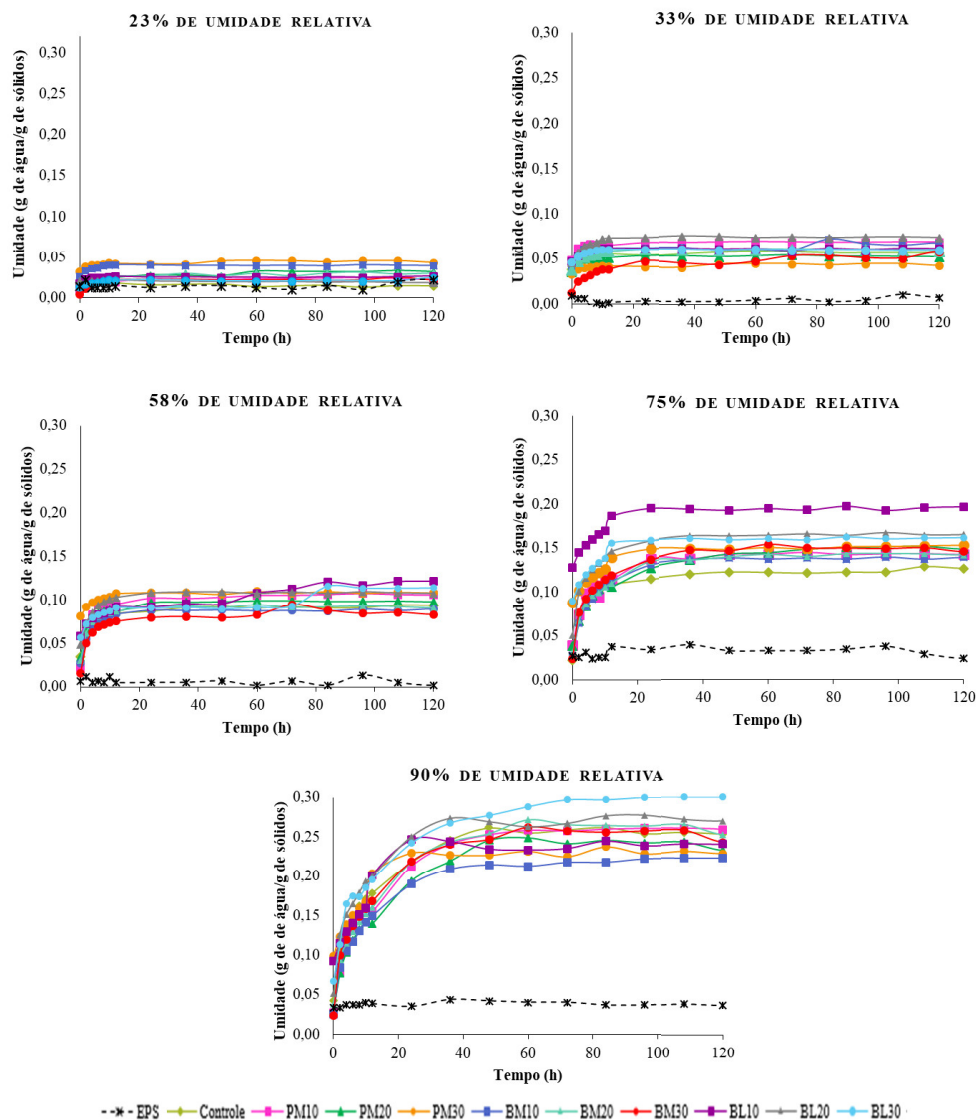 23% DE UMIDADE RELATIVA
Umidade (g de água/g de sólidos)
0,30
0,25
0,20
0,15
0,10
0,05
0,00
0 20 40 60 80 100 120
Tempo (h)
33% DE UMIDADE RELATIVA
Umidade (g de água/g de sólidos)
0,30
0,25
0,20
0,15
0,10
0,05
0,00
0 20 40 60 80 100 120
Tempo (h)
58% DE UMIDADE RELATIVA
Umidade (g de água/g de sólidos)
0,30
0,25
0,20
0,15
0,10
0,05
0,00
0 20 40 60 80 100 120
Tempo (h)
75% DE UMIDADE RELATIVA
Umidade (g de água/g de sólidos)
0,30
0,25
0,20
0,15
0,10
0,05
0,00
0 20 40 60 80 100 120
Tempo (h)
90% DE UMIDADE RELATIVA
Umidade (g de de água/g de sólidos)
0,30
0,25
0,20
0,15
0,10
0,05
0,00
0 20 40 60 80 100 120
Tempo (h)
EPS Controle PM10 PM20 PM30 BM10 BM20 BM30 BL10 BL20 BL30